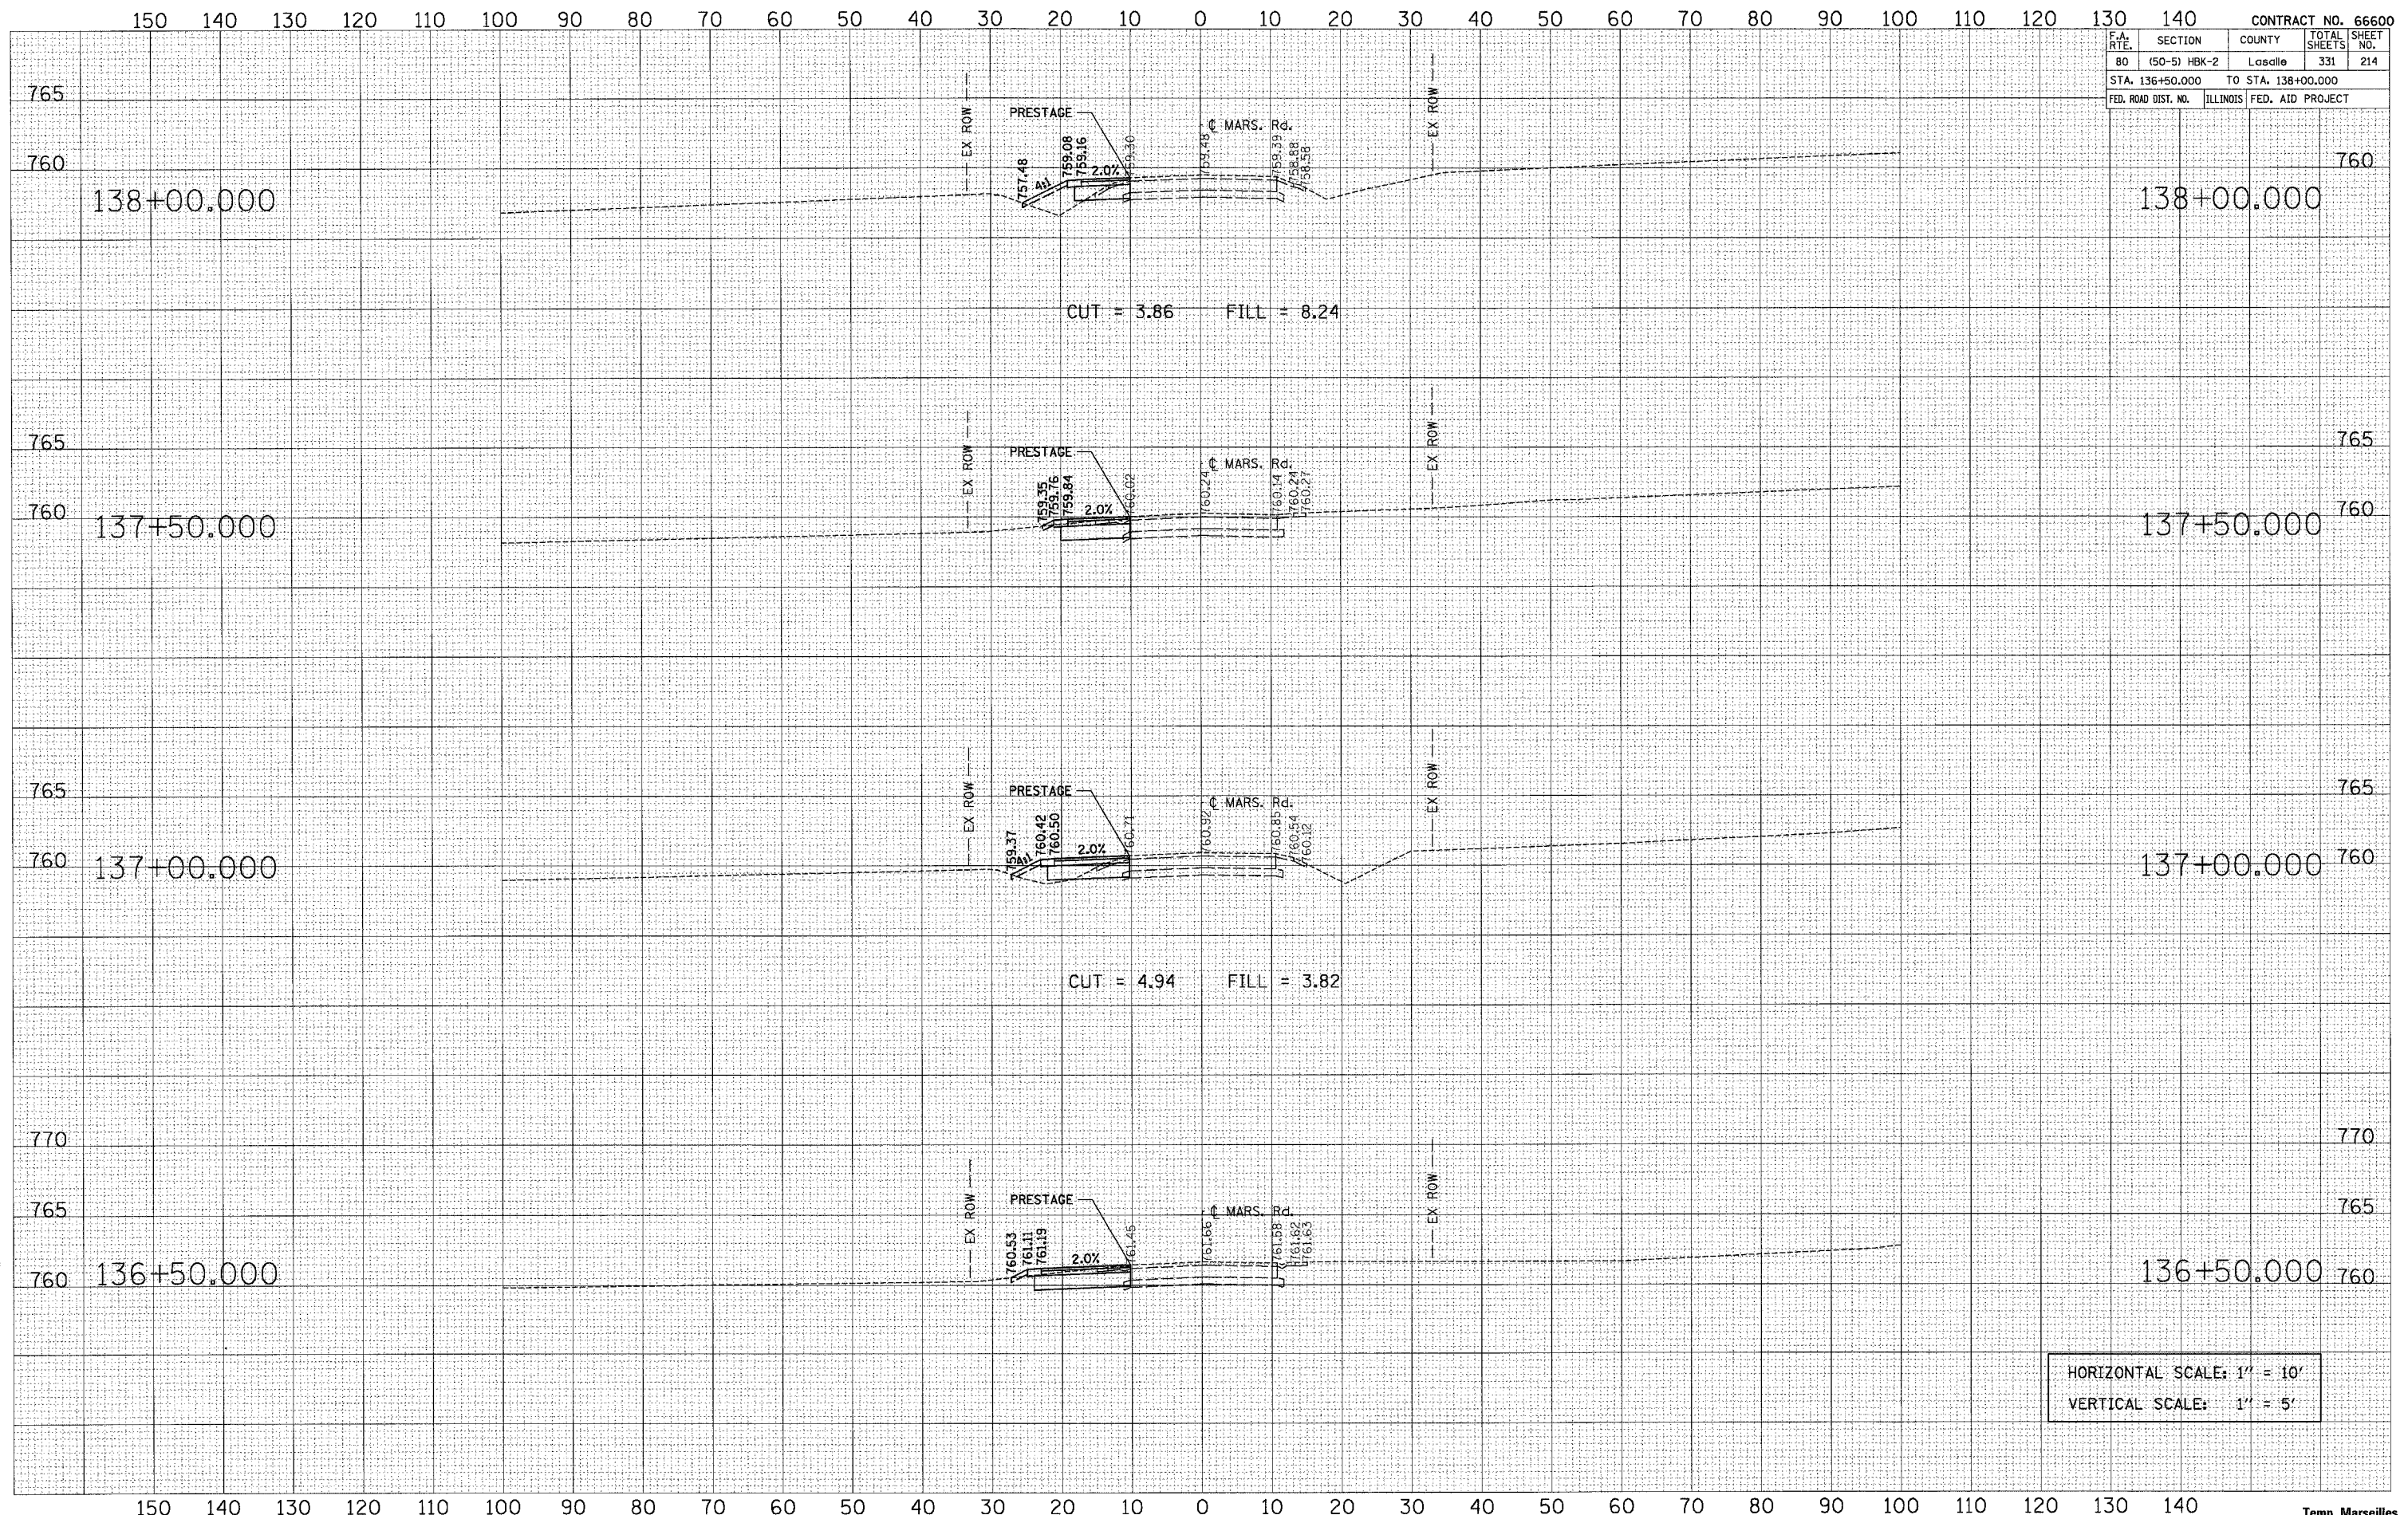 150 140 130 120 110 100 90 80 70 60 50 40 30 20 10 0 10 20 30 40 50 60 70 80 90 100 110 120 130 140
CONTRACT NO. 66600
F.A. RTE. SECTION COUNTY TOTAL SHEETS SHEET NO.
80 (50-5) HBK-2 Lasalle 331 214
STA. 136+50.000 TO STA. 138+00.000
FED. ROAD DIST. NO. ILLINOIS FED. AID PROJECT
765
EX ROW
PRESTAGE
₵ MARS. Rd.
EX ROW
760 760
757.48 4:1 759.08 759.16 2.0% 759.30 759.48 759.39 758.88 758.58
138+00.000 138+00.000
CUT = 3.86 FILL = 8.24
765 765
EX ROW
PRESTAGE
₵ MARS. Rd.
EX ROW
759.35 759.76 759.84 2.0% 760.02 760.24 760.14 760.24 760.27
760 760
137+50.000 137+50.000
765 765
EX ROW
PRESTAGE
₵ MARS. Rd.
EX ROW
759.37 4:1 760.42 760.50 2.0% 760.71 760.92 760.85 760.54 760.12
760 760
137+00.000 137+00.000
CUT = 4.94 FILL = 3.82
770 770
EX ROW
PRESTAGE
₵ MARS. Rd.
EX ROW
765 765
760.53 761.11 761.19 2.0% 761.45 761.66 761.58 761.62 761.63
760 760
136+50.000 136+50.000
HORIZONTAL SCALE: 1" = 10'
VERTICAL SCALE: 1" = 5'
150 140 130 120 110 100 90 80 70 60 50 40 30 20 10 0 10 20 30 40 50 60 70 80 90 100 110 120 130 140
Temp. Marseilles